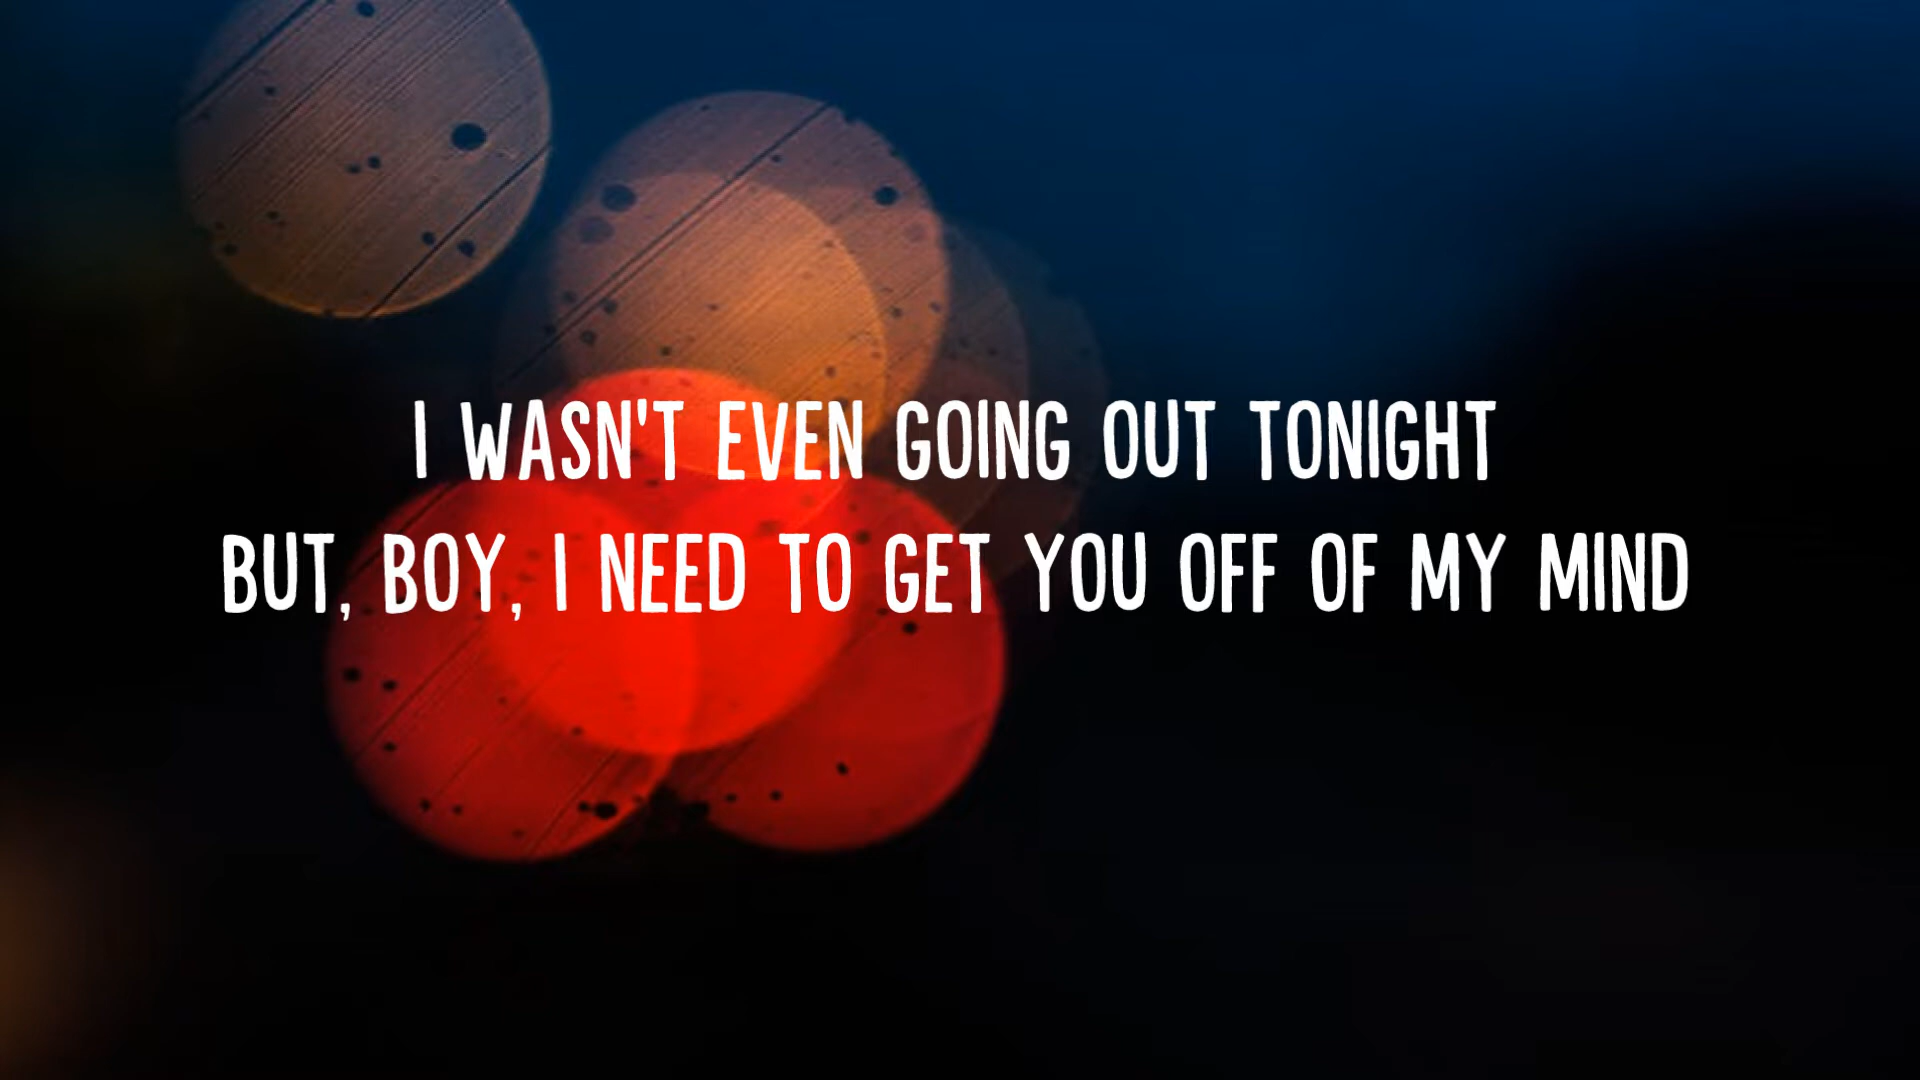 I WASN'T EVEN GOING OUT TONIGHT
BUT, BOY, I NEED TO GET YOU OFF OF MY MIND